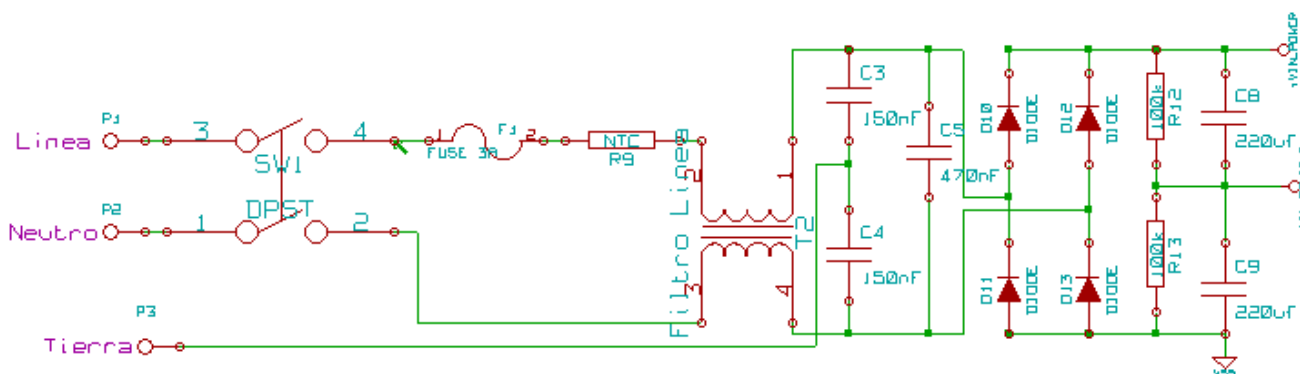 Linea
P1
3
4
SW1
1
FUSE 3A
F1
2
NTC
R9
Neutro
P2
1
DPST
2
Tierra
P3
Filtro Linea
2
1
3
4
T2
C3
150nF
C4
150nF
C5
470nF
D10
DIODE
D12
DIODE
D11
DIODE
D13
DIODE
100k
R12
100k
R13
C8
220uf
C9
220uf